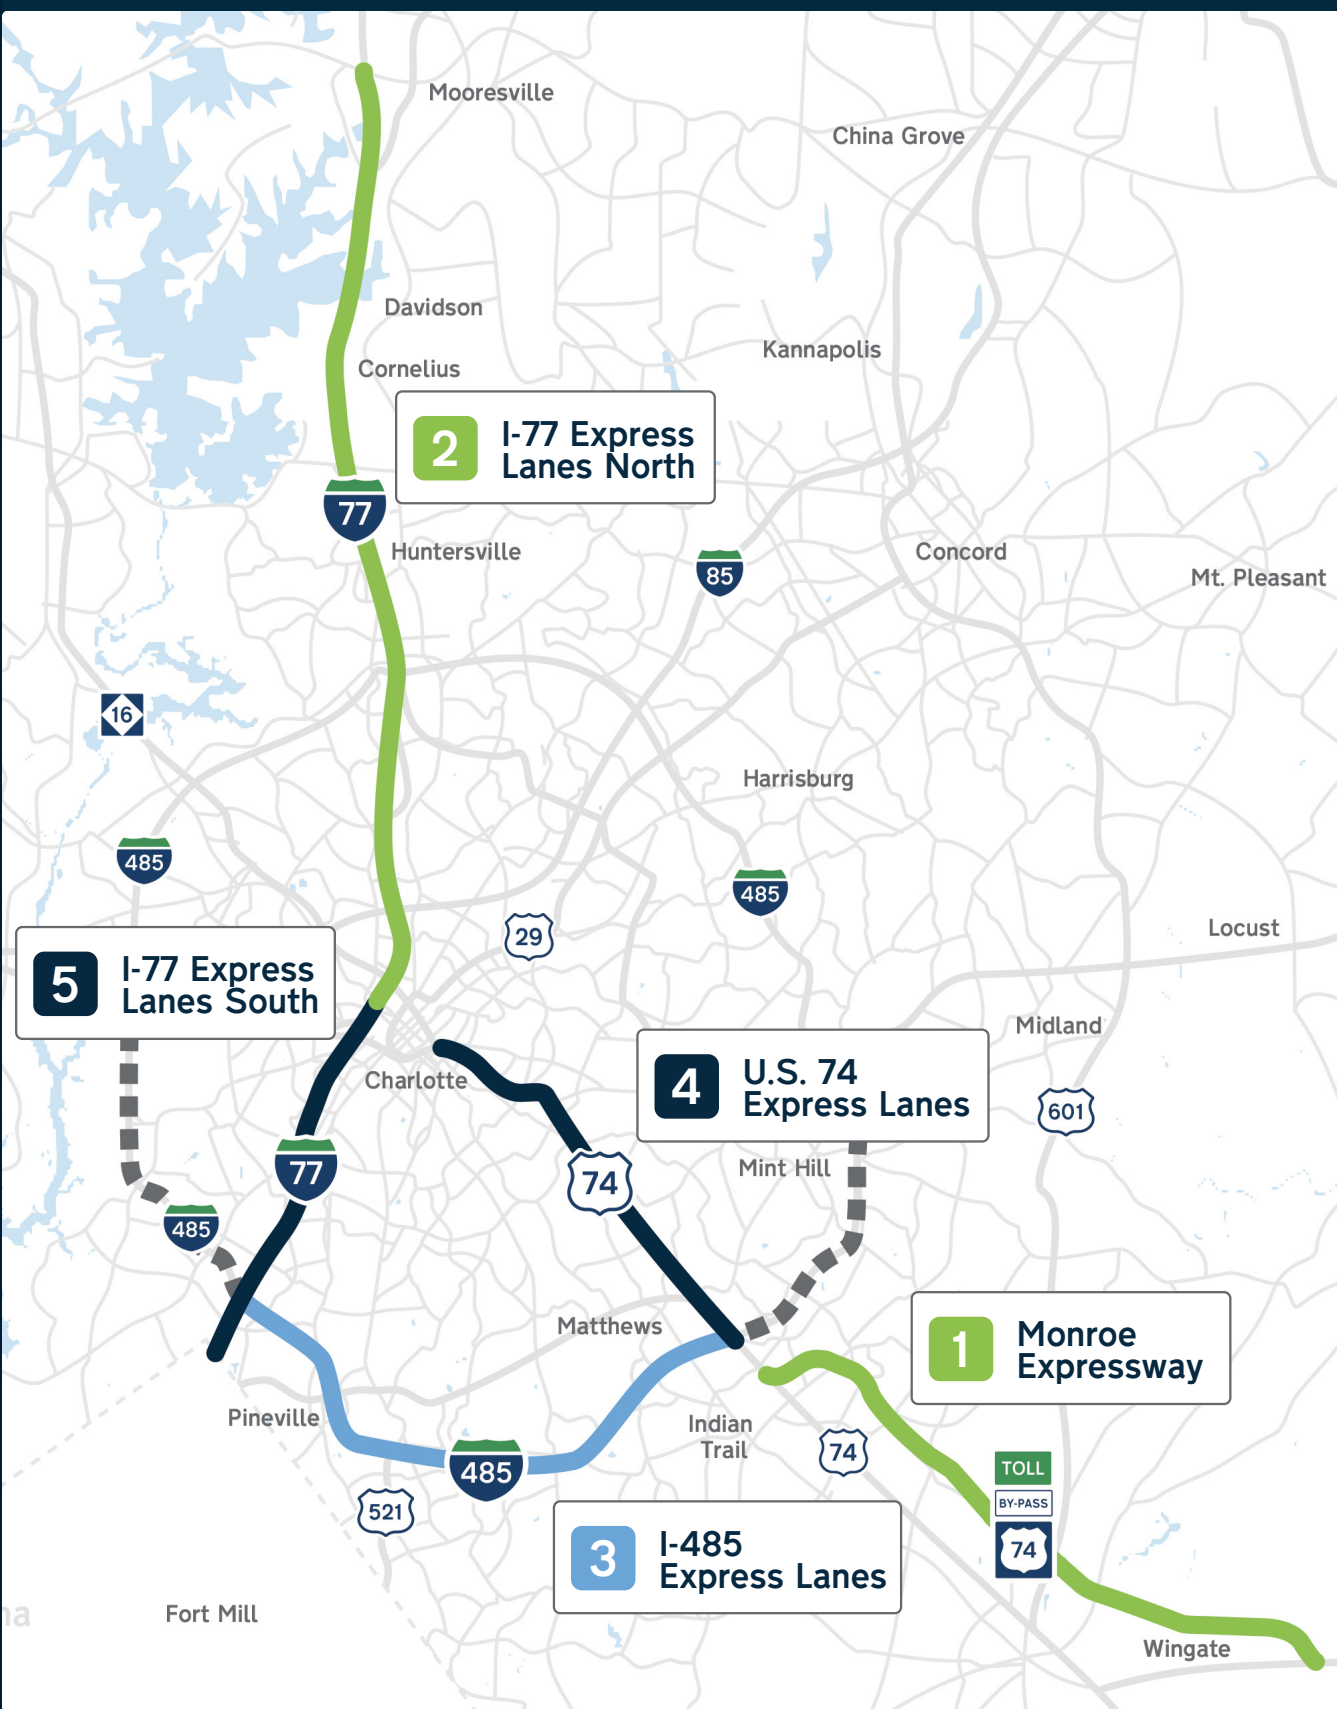 Mooresville
China Grove
Davidson
Kannapolis
Cornelius
2
I-77 Express
Lanes North
77
Huntersville
85
Concord
Mt. Pleasant
16
Harrisburg
485
485
29
Locust
5
I-77 Express
Lanes South
Midland
Charlotte
4
U.S. 74
Express Lanes
601
77
74
Mint Hill
485
Matthews
1
Monroe
Expressway
Pineville
Indian
Trail
74
485
TOLL
BY-PASS
74
521
3
I-485
Express Lanes
Fort Mill
na
Wingate